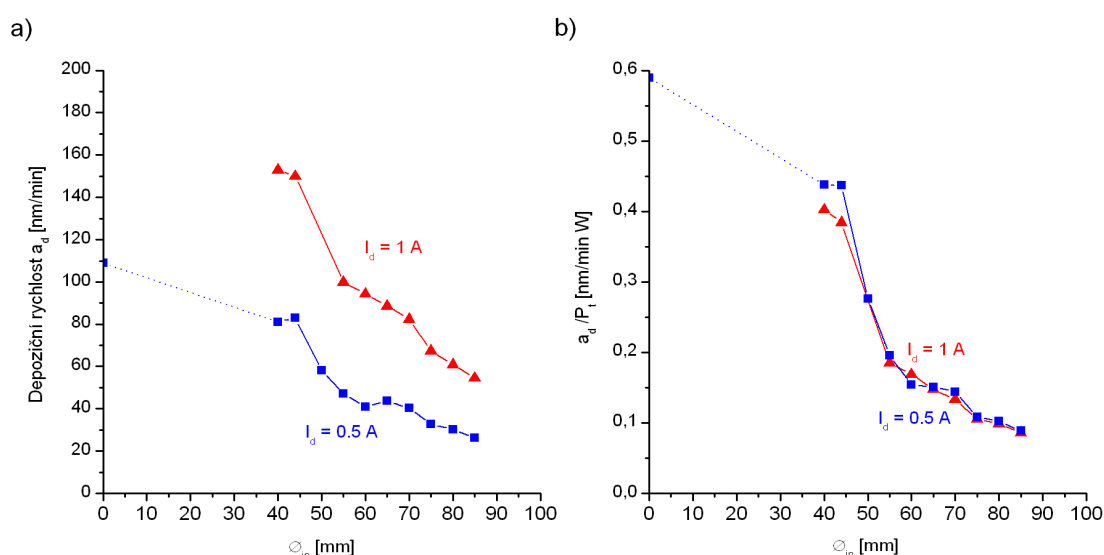 a)
Depoziční rychlost a_d [nm/min]
200
180
160
140
120
100
80
60
40
20
0
I_d = 1 A
I_d = 0.5 A
0 10 20 30 40 50 60 70 80 90 100
∅_in [mm]
b)
a_d/P_t [nm/min W]
0,6
0,5
0,4
0,3
0,2
0,1
0,0
I_d = 1 A
I_d = 0.5 A
0 10 20 30 40 50 60 70 80 90 100
∅_in [mm]